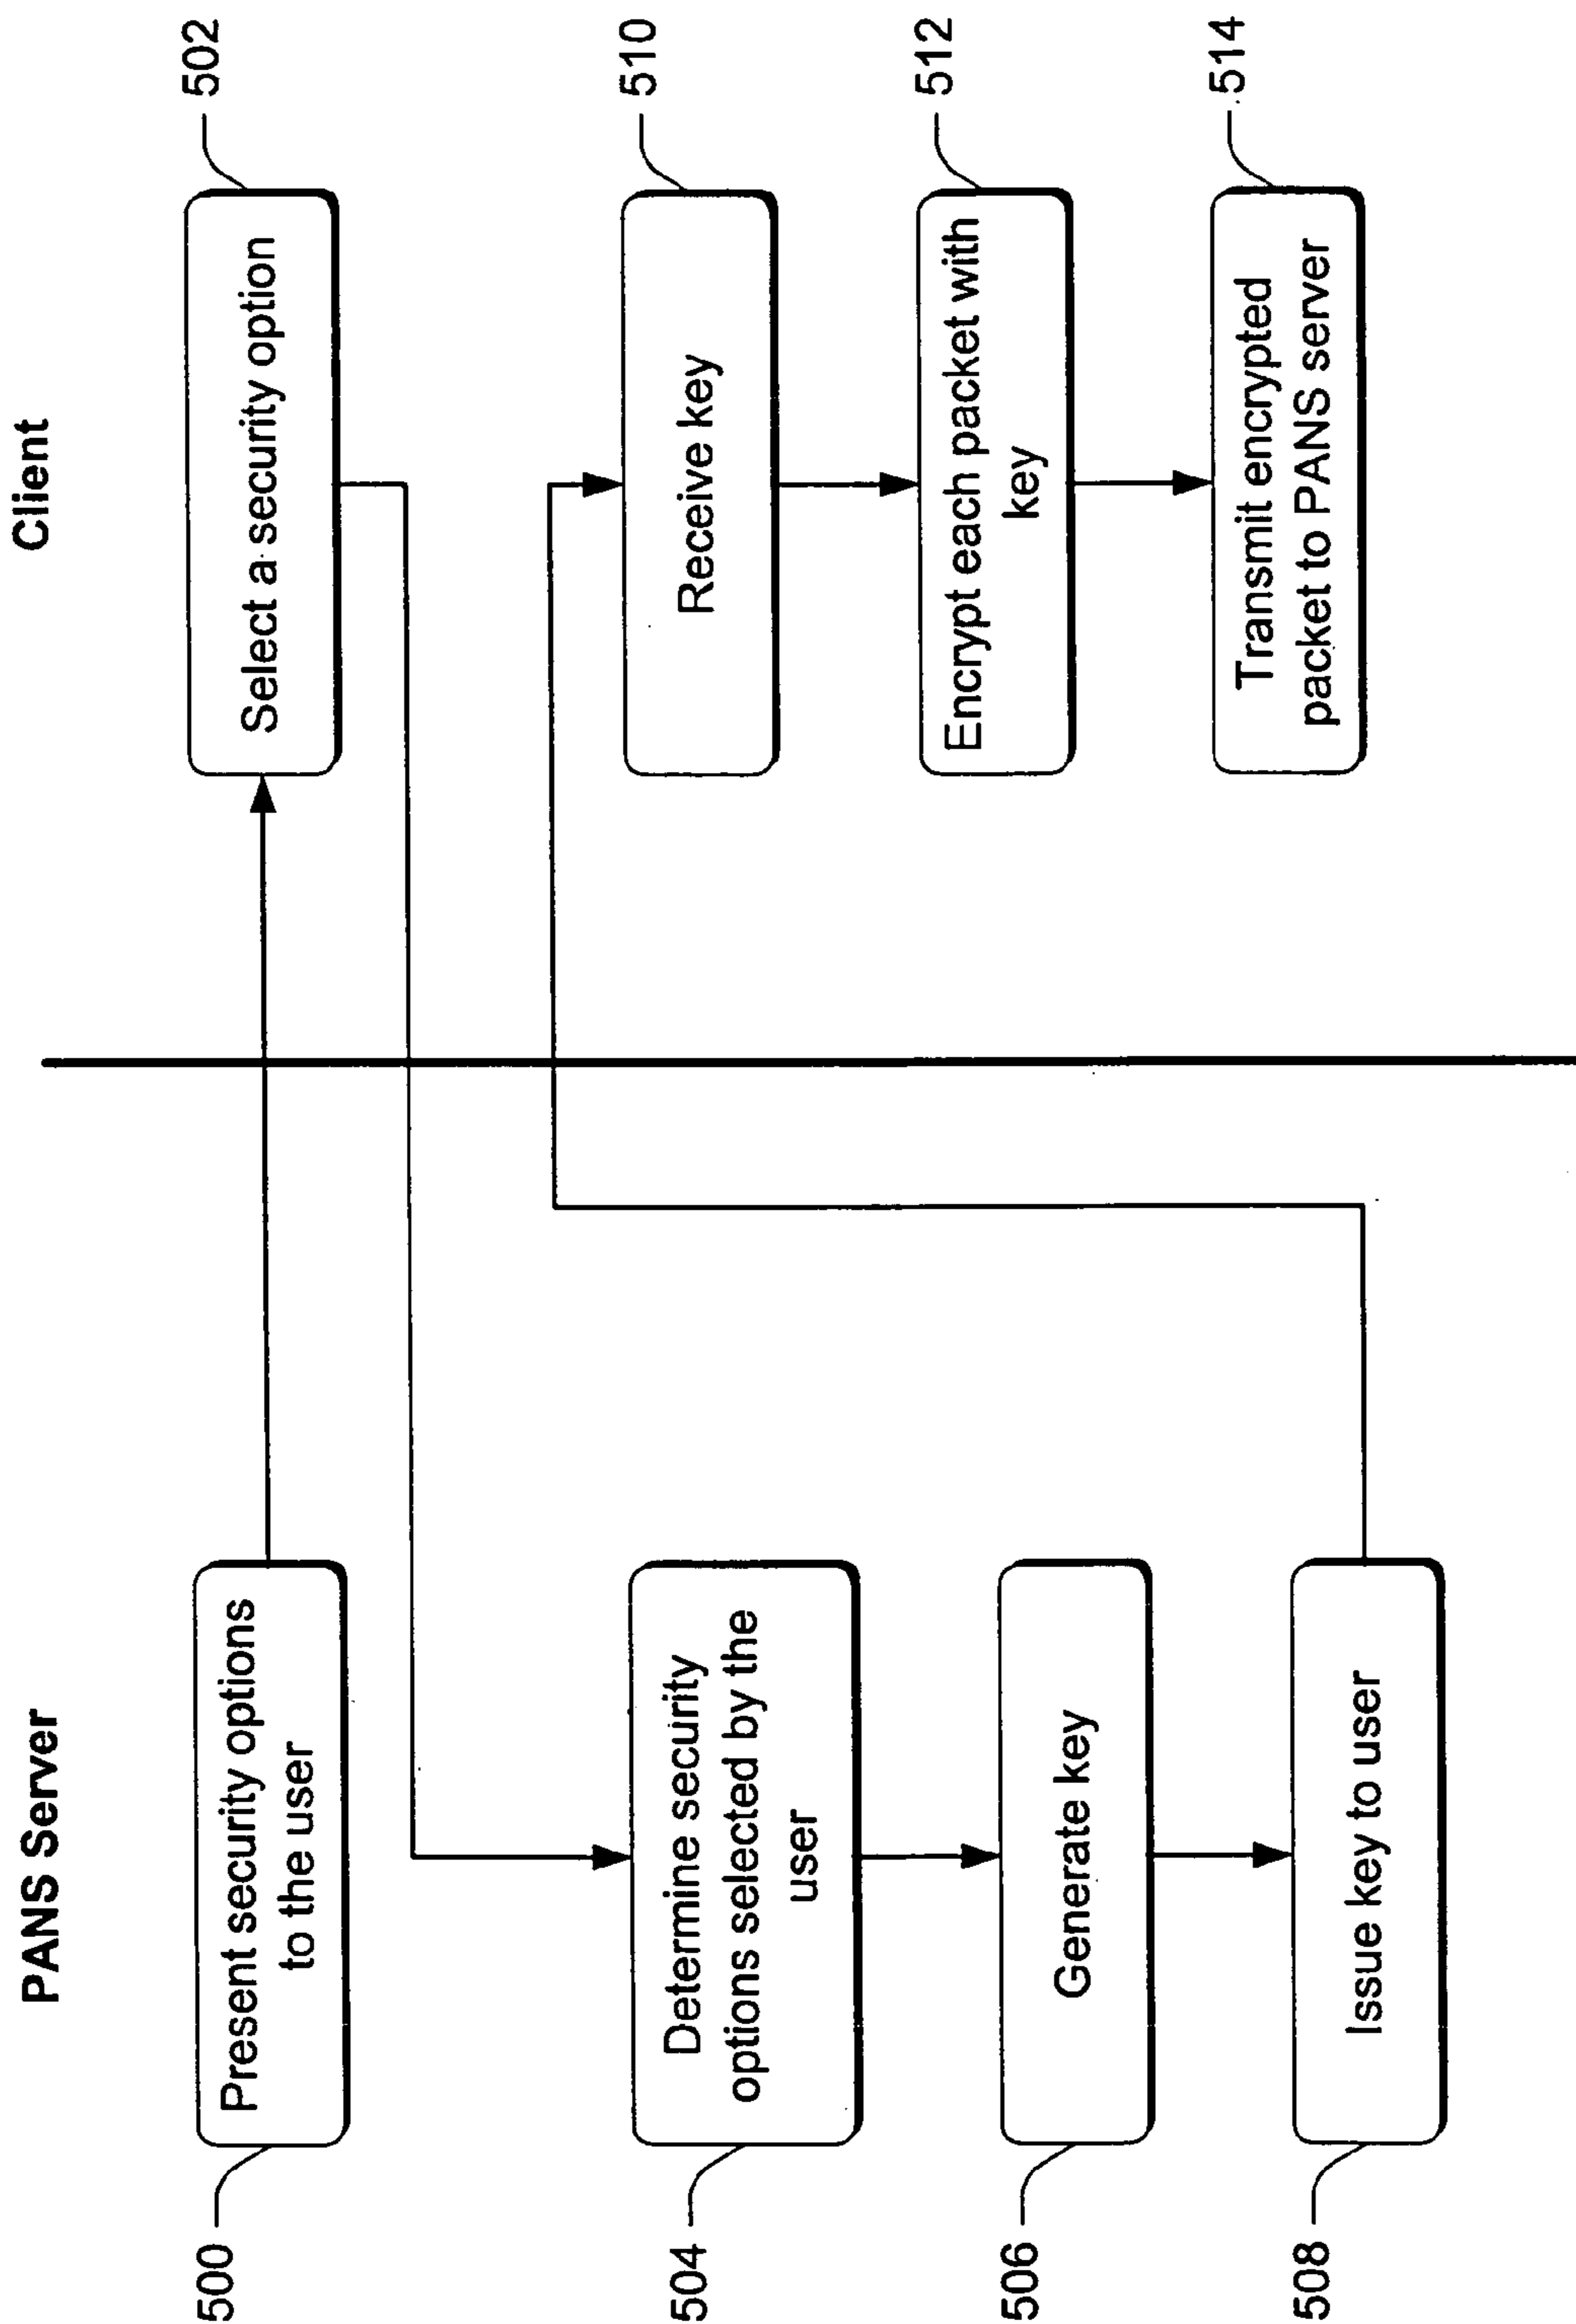 PANS Server
Client
500
Present security options
to the user
Select a security option
502
504
Determine security
options selected by the
user
506
Generate key
508
Issue key to user
Receive key
510
Encrypt each packet with
key
512
Transmit encrypted
packet to PANS server
514